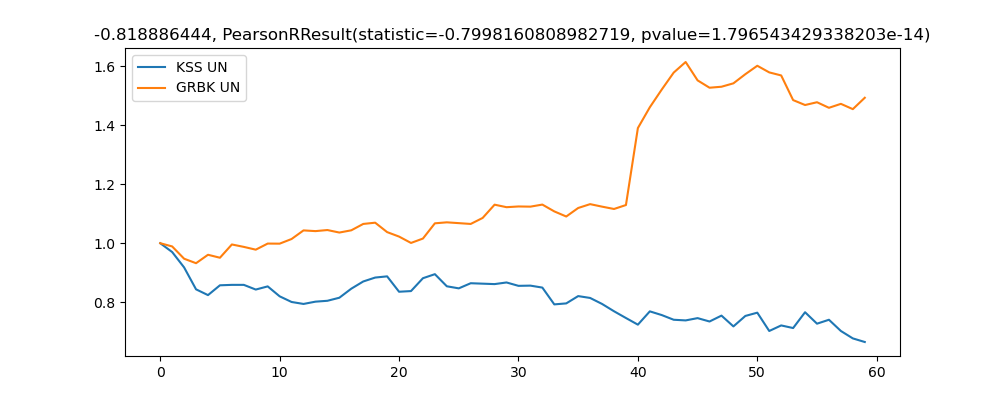 -0.818886444, PearsonRResult(statistic=-0.7998160808982719, pvalue=1.796543429338203e-14)
KSS UN
GRBK UN
1.6
1.4
1.2
1.0
0.8
0 10 20 30 40 50 60